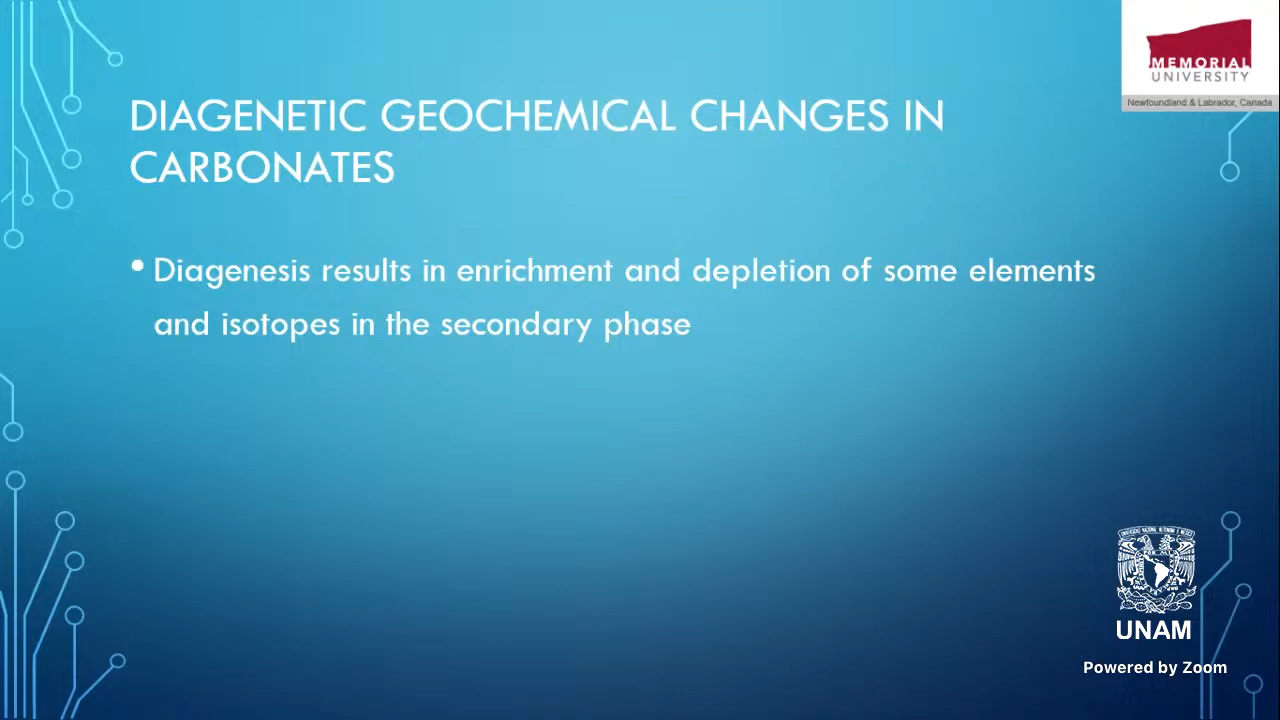 MEMORIAL
UNIVERSITY
Newfoundland & Labrador, Canada
DIAGENETIC GEOCHEMICAL CHANGES IN
CARBONATES
• Diagenesis results in enrichment and depletion of some elements
and isotopes in the secondary phase
UNAM
Powered by Zoom